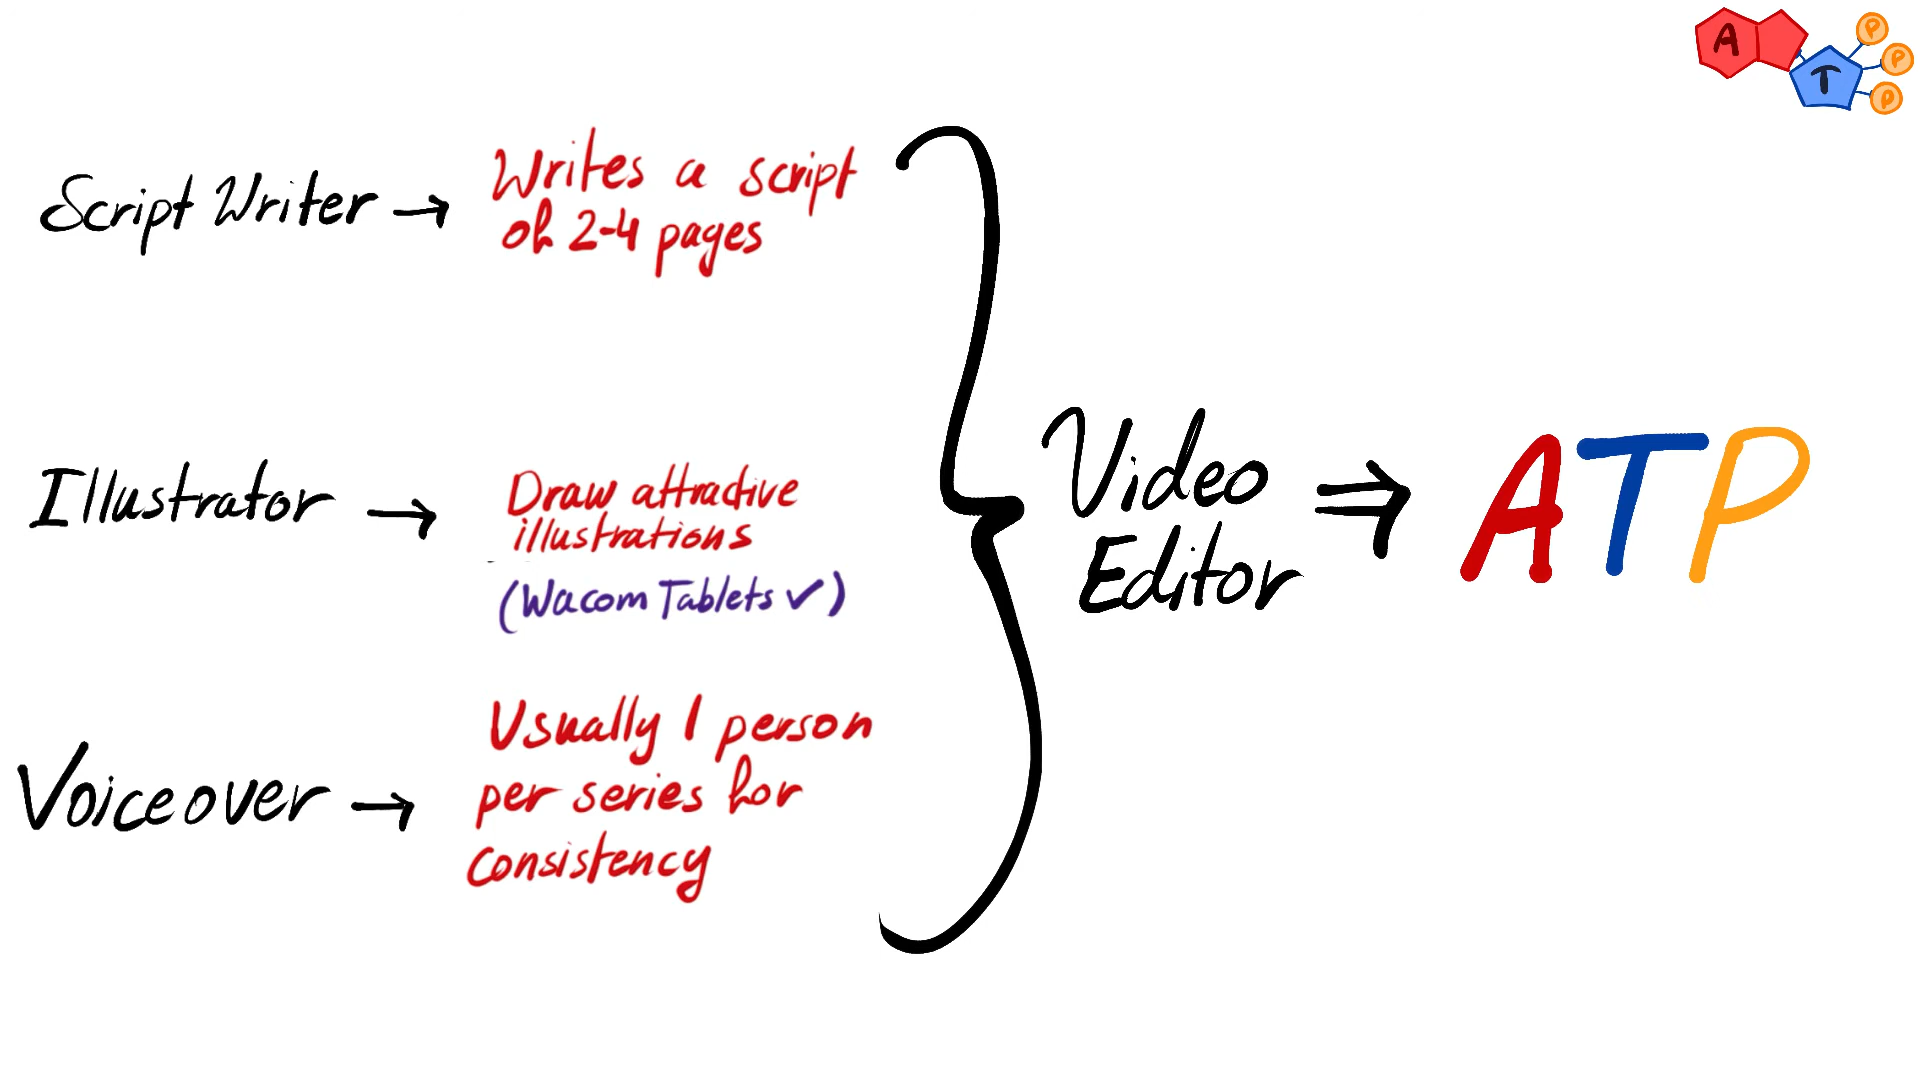 A T P P P
Script Writer → Writes a script
of 2-4 pages
Illustrator → Draw attractive
illustrations
(Wacom Tablets ✓)
Voiceover → Usually 1 person
per series for
consistency
Video
Editor
⇒ ATP